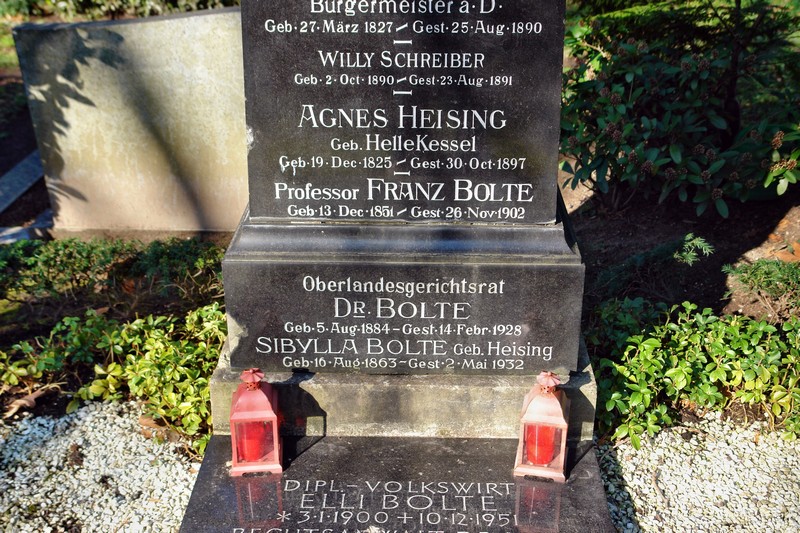 Bürgermeister a·D·
Geb·27·März 1827 – Gest·25·Aug·1890
WILLY SCHREIBER
Geb·2·Oct·1890 – Gest·23·Aug·1891
AGNES HEISING
Geb. HelleKessel
Geb·19·Dec·1825 – Gest·30·Oct·1897
Professor FRANZ BOLTE
Geb·13·Dec·1851 – Gest·26·Nov·1902
Oberlandesgerichtsrat
DR. BOLTE
Geb·5·Aug·1884 – Gest·14·Febr·1928
SIBYLLA BOLTE Geb. Heising
Geb·16·Aug·1863 – Gest·2·Mai 1932
DIPL–VOLKSWIRT
ELLI BOLTE
*3·1·1900 + 10·12·1951